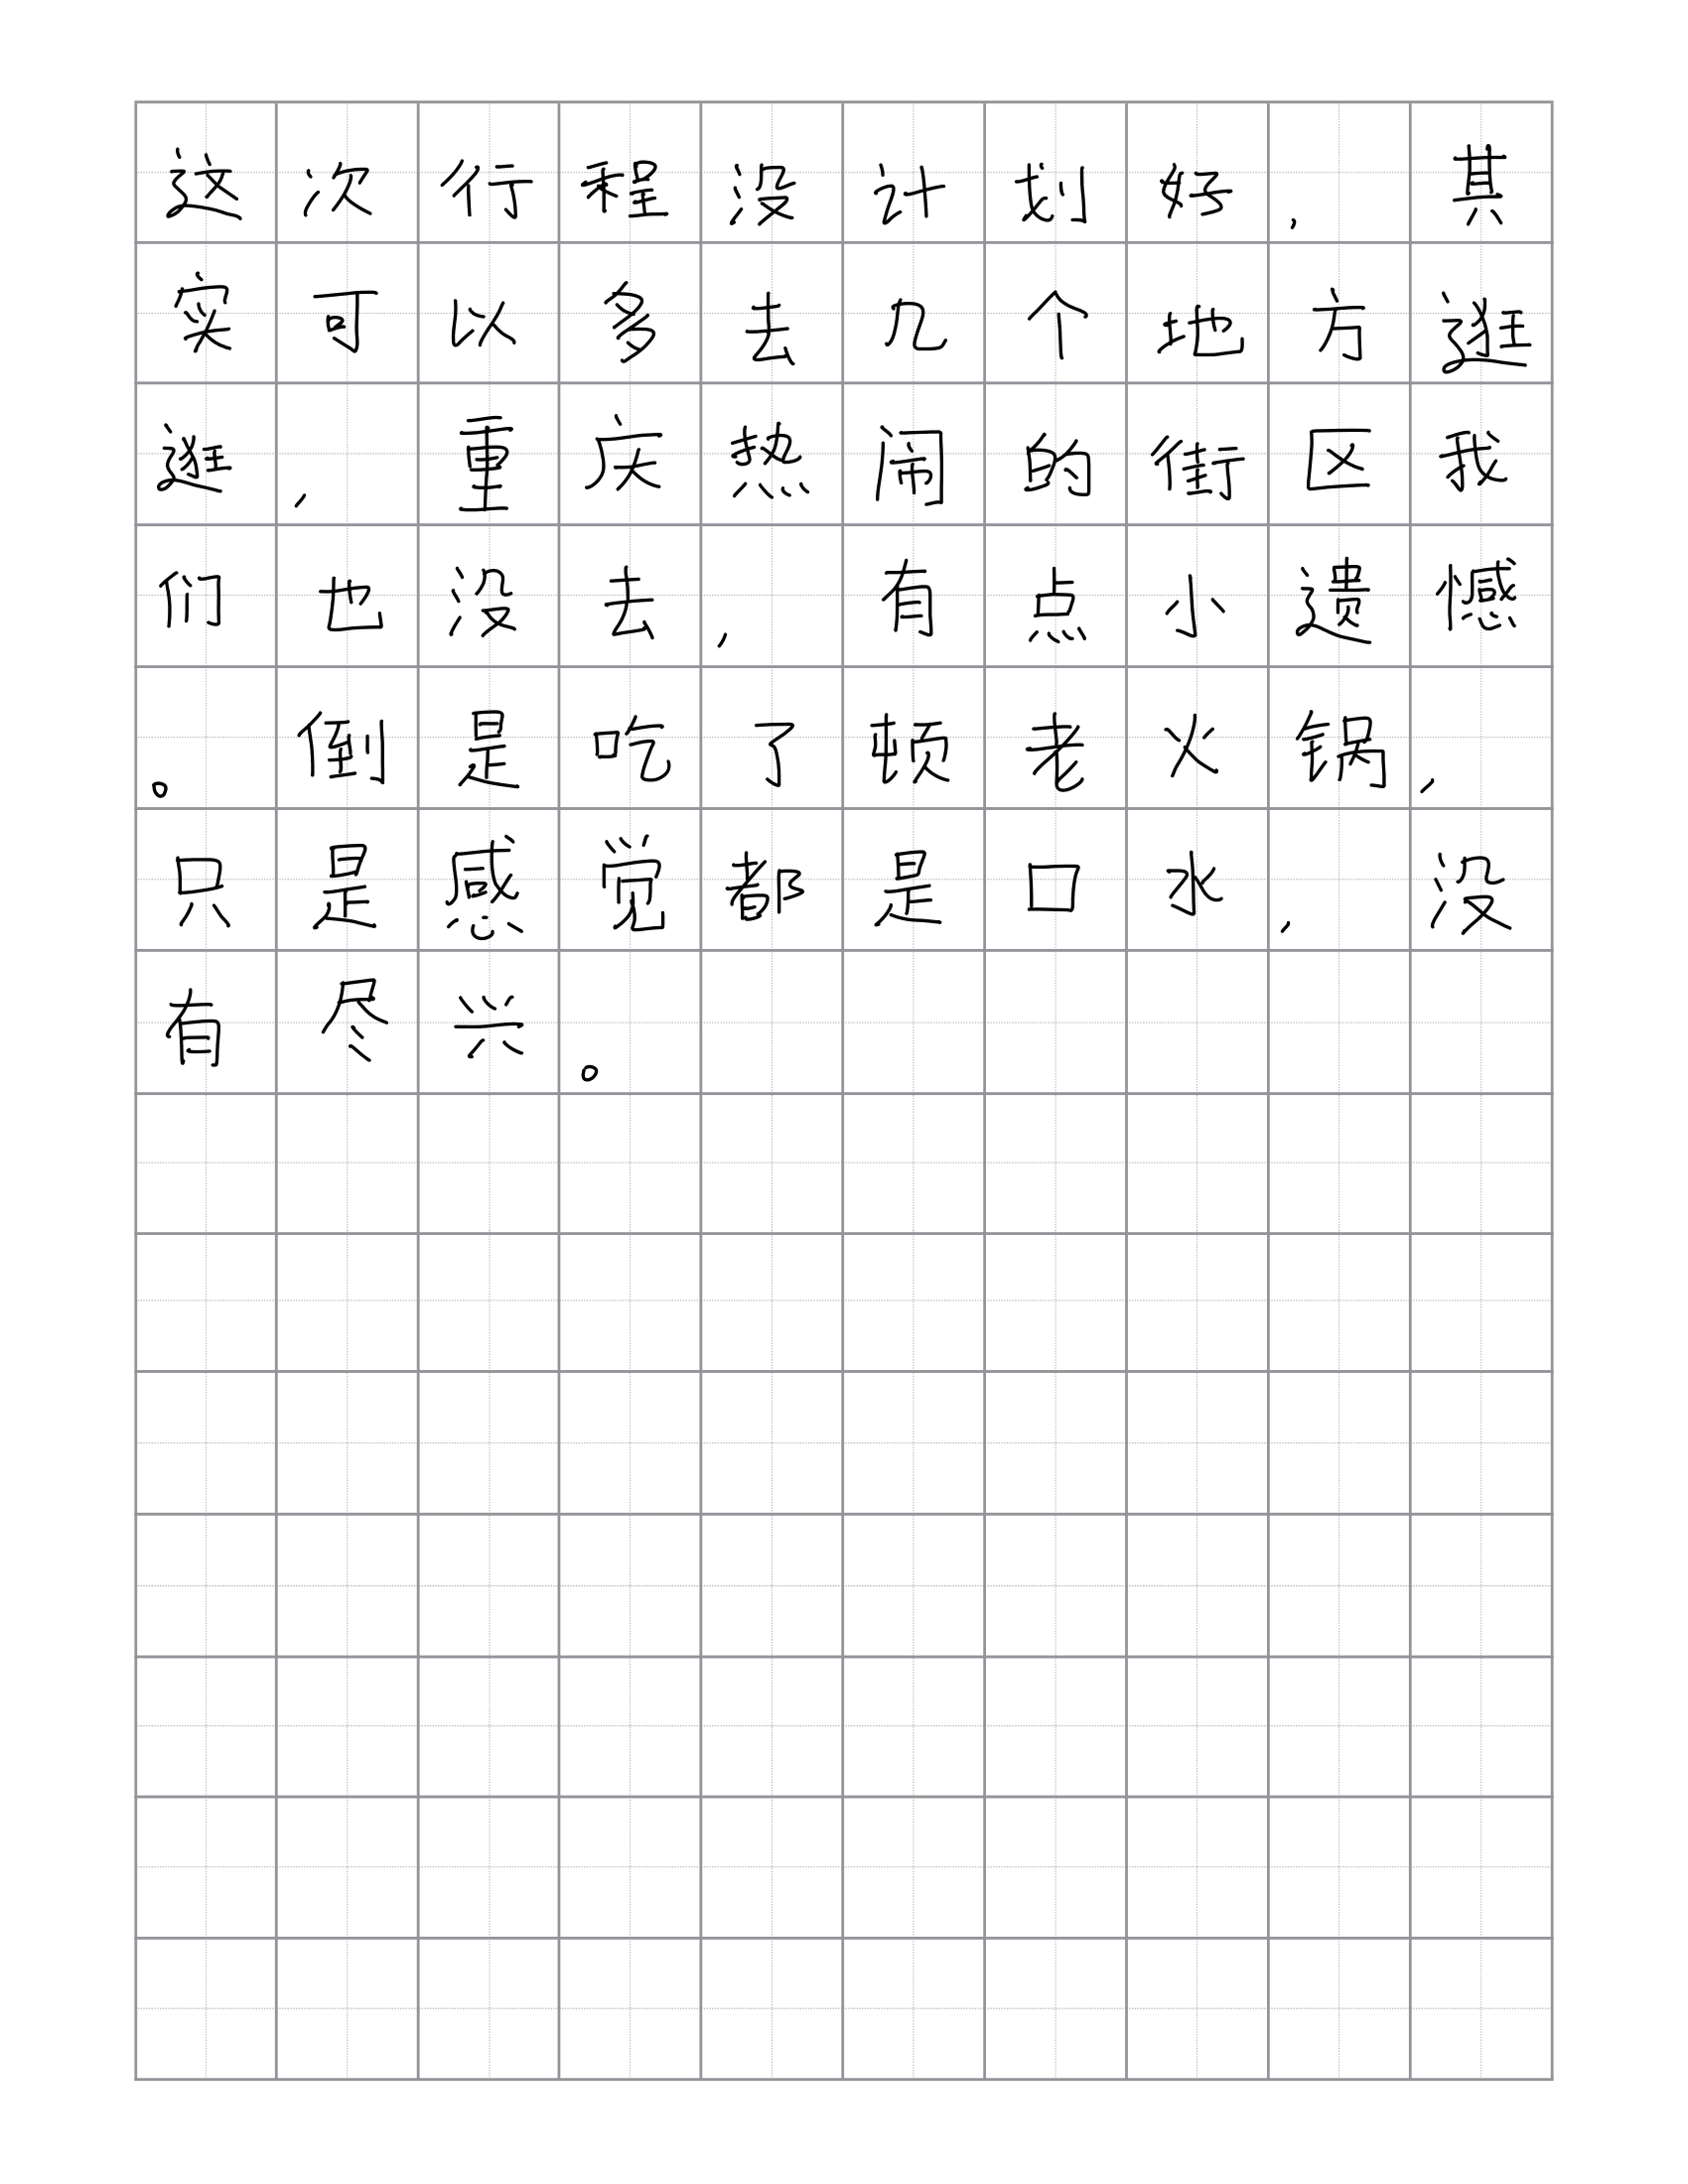 这次行程没计划好，其
实可以多去几个地方逛
逛，重庆热闹的街区我
们也没去，有点小遗憾
。倒是吃了顿老火锅，
只是感觉都是口水，没
有尽兴。